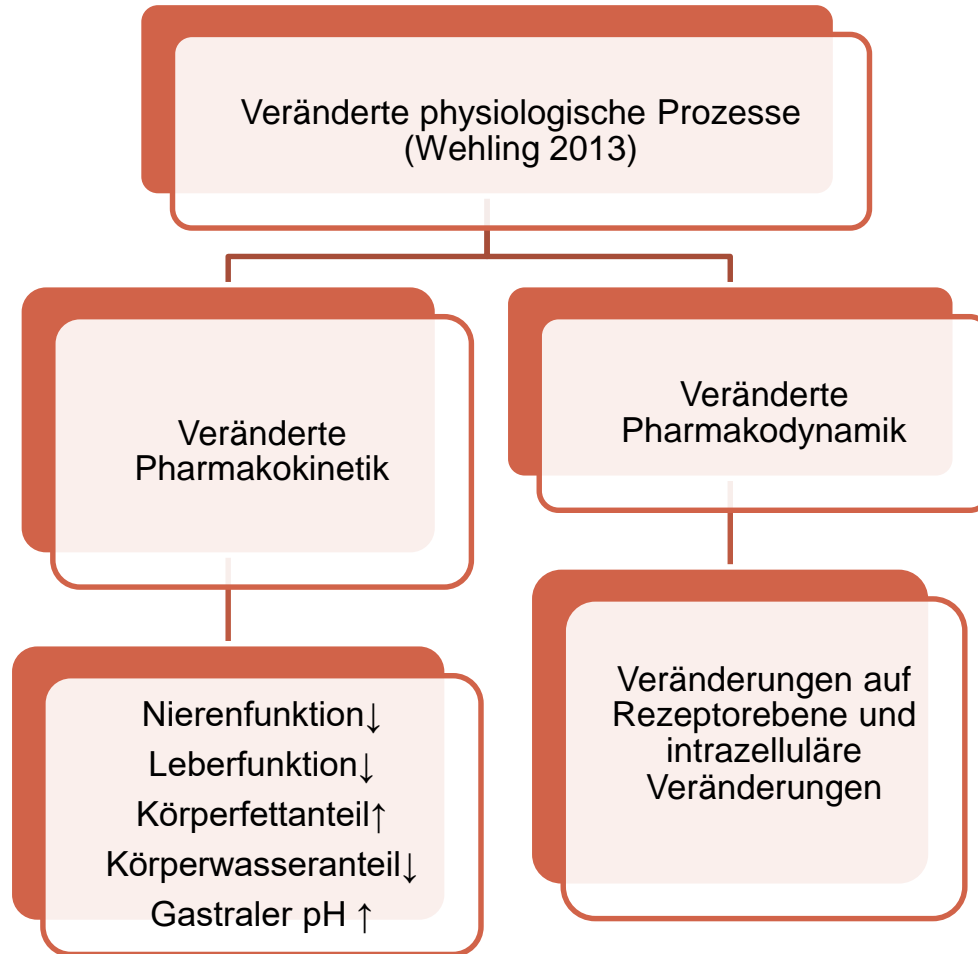 Veränderte physiologische Prozesse
(Wehling 2013)
Veränderte
Pharmakokinetik
Veränderte
Pharmakodynamik
Nierenfunktion↓
Leberfunktion↓
Körperfettanteil↑
Körperwasseranteil↓
Gastraler pH ↑
Veränderungen auf
Rezeptorebene und
intrazelluläre
Veränderungen